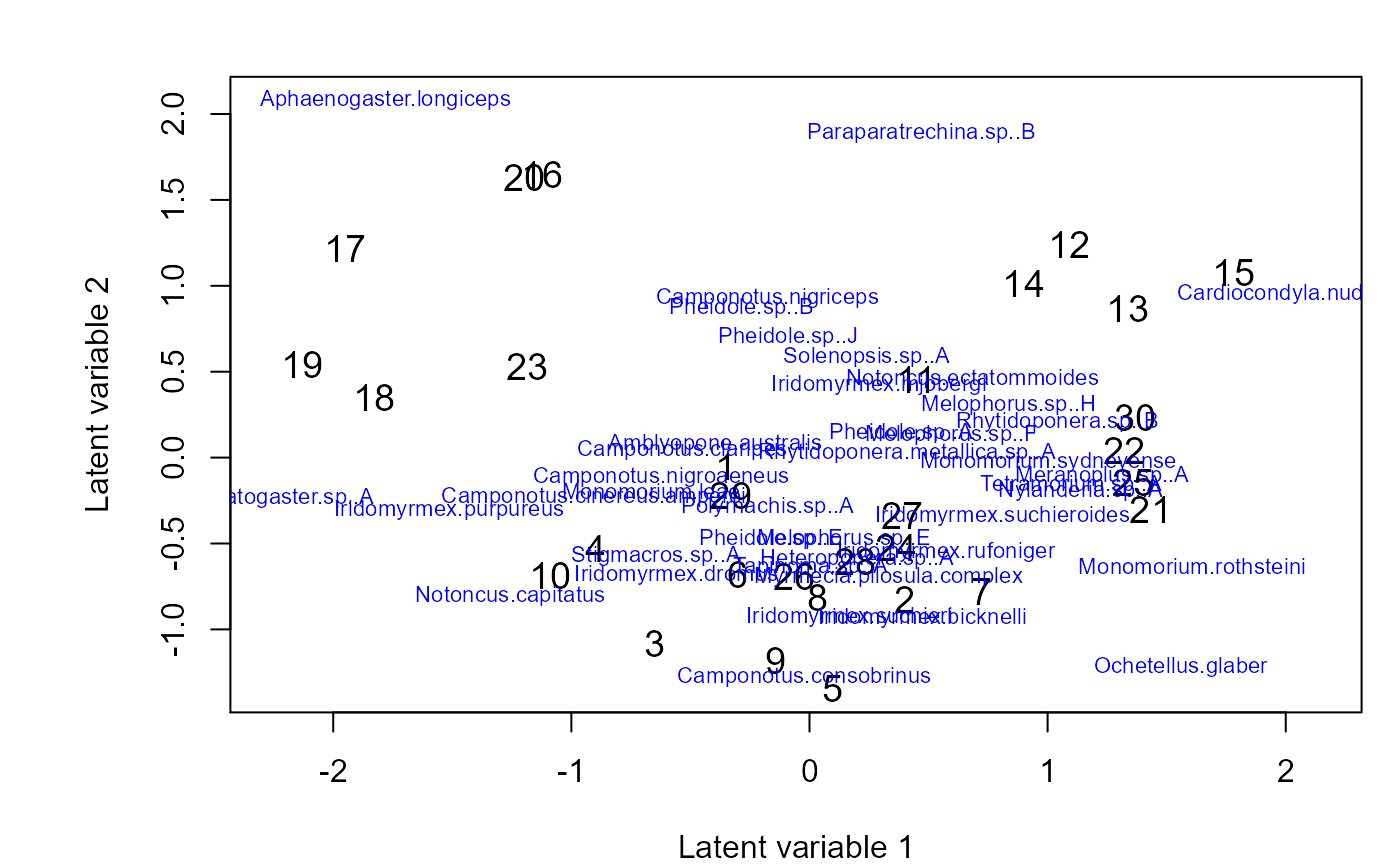 Aphaenogaster.longiceps
2.0
Paraparatrechina.sp..B
20
16
1.5
17
12
15
1.0
14
Cardiocondyla.nud
Camponotus.nigriceps
Pheidole.sp..B
13
Pheidole.sp..J
Solenopsis.sp..A
19
23
0.5
11
Notoncus.ectatommoides
Iridomyrmex.mjobergi
18
Melophorus.sp..H
30
Rhytidoponera.sp..B
Pheidole.sp..A
Melophorus.sp..F
Amblyopone.australis
Camponotus.claripes
Rhytidoponera.metallica.sp..A
22
0.0
Monomorium.sydneyense
1
Camponotus.nigroaeneus
Meranoplus.sp..A
Tetramorium.sp..A
25
Nylanderia.sp..A
Monomorium.leae
atogaster.sp..A
Camponotus.cinereus.amperei
29
Polyrhachis.sp..A
Iridomyrmex.purpureus
21
27
Iridomyrmex.suchieroides
Pheidole.sp..E
Melophorus.sp..E
-0.5
4
24
Iridomyrmex.rufoniger
Stigmacros.sp..A
Heteroponera.sp..A
28
Tapinoma.sp..A
Monomorium.rothsteini
10
Iridomyrmex.dromus
6
26
Myrmecia.pilosula.complex
7
Notoncus.capitatus
8
2
Iridomyrmex.suchieri
Iridomyrmex.bicknelli
-1.0
3
9
Ochetellus.glaber
Camponotus.consobrinus
5
Latent variable 2
-2
-1
0
1
2
Latent variable 1